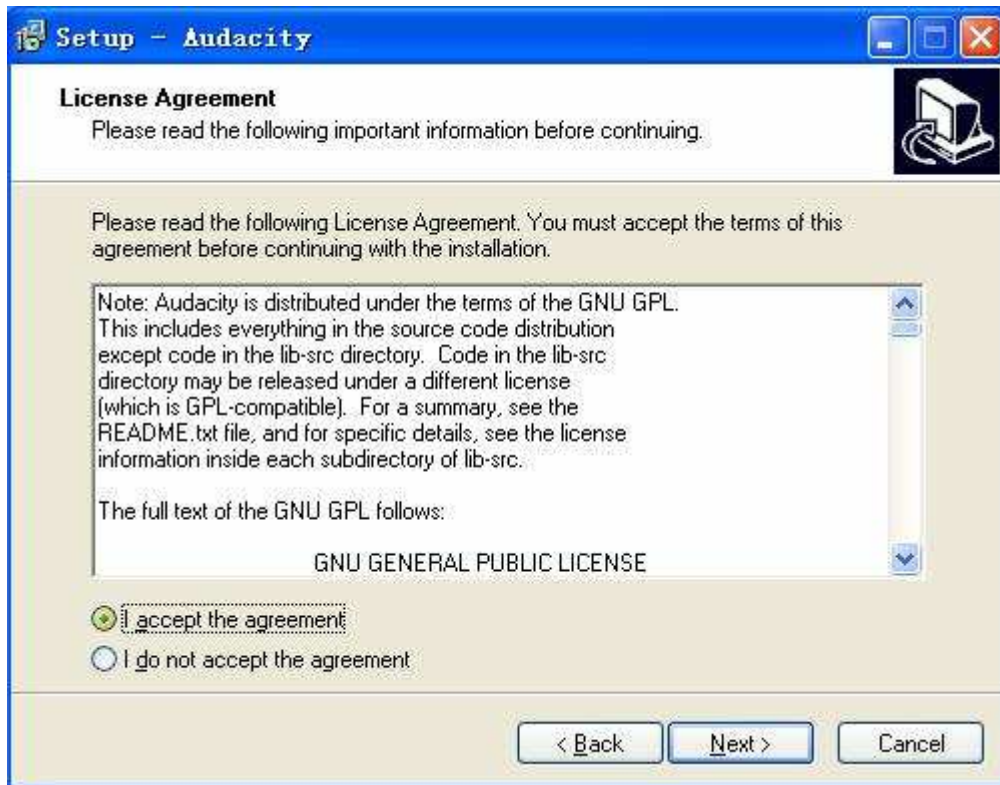 Setup - Audacity
License Agreement
Please read the following important information before continuing.
Please read the following License Agreement. You must accept the terms of this
agreement before continuing with the installation.
Note: Audacity is distributed under the terms of the GNU GPL.
This includes everything in the source code distribution
except code in the lib-src directory.  Code in the lib-src
directory may be released under a different license
(which is GPL-compatible).  For a summary, see the
README.txt file, and for specific details, see the license
information inside each subdirectory of lib-src.
The full text of the GNU GPL follows:
GNU GENERAL PUBLIC LICENSE
I accept the agreement
I do not accept the agreement
< Back Next > Cancel